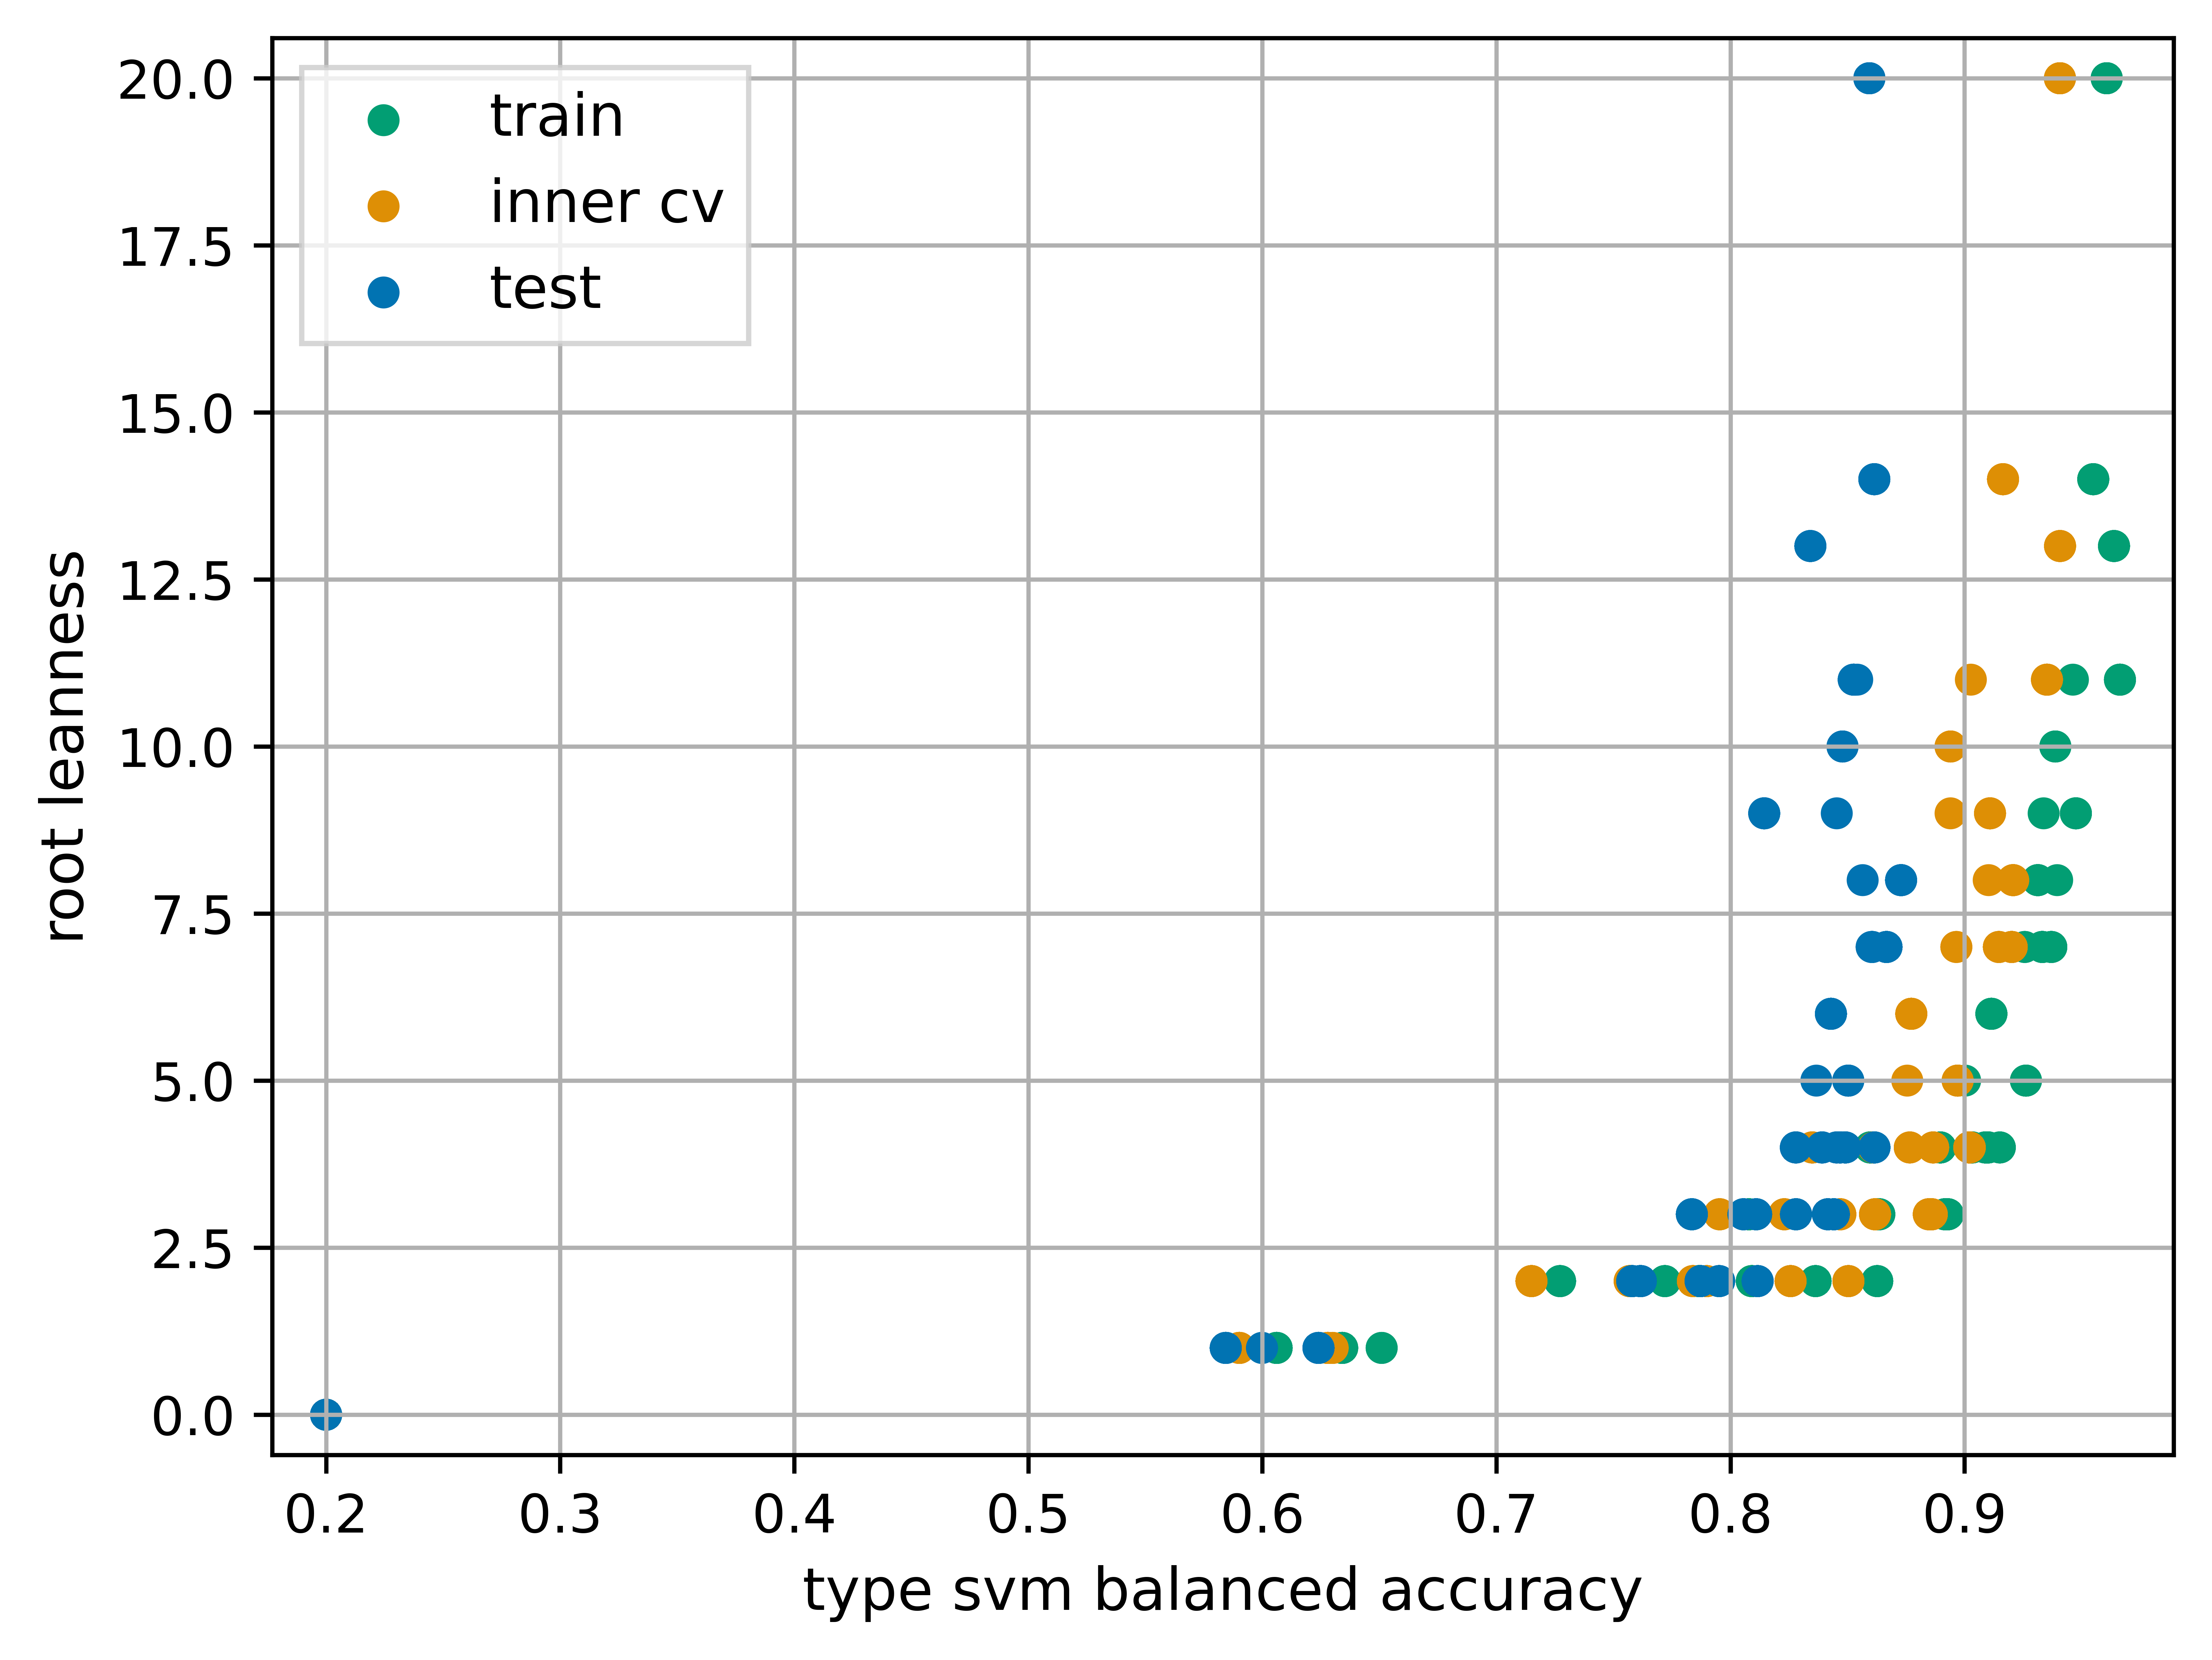 train
inner cv
test
20.0
17.5
15.0
12.5
10.0
7.5
5.0
2.5
0.0
root leanness
0.2 0.3 0.4 0.5 0.6 0.7 0.8 0.9
type svm balanced accuracy